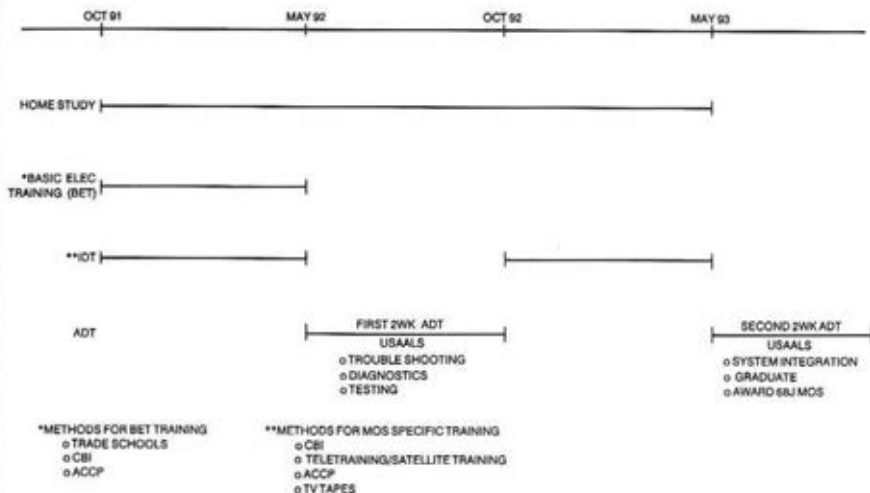 OCT 91 MAY 92 OCT 92 MAY 93
HOME STUDY
*BASIC ELEC
TRAINING (BET)
**IDT
ADT
FIRST 2WK ADT
USAALS
o TROUBLE SHOOTING
o DIAGNOSTICS
o TESTING
SECOND 2WK ADT
USAALS
o SYSTEM INTEGRATION
o GRADUATE
o AWARD 68J MOS
*METHODS FOR BET TRAINING
o TRADE SCHOOLS
o CBI
o ACCP
**METHODS FOR MOS SPECIFIC TRAINING
o CBI
o TELETRAINING/SATELLITE TRAINING
o ACCP
o TV TAPES